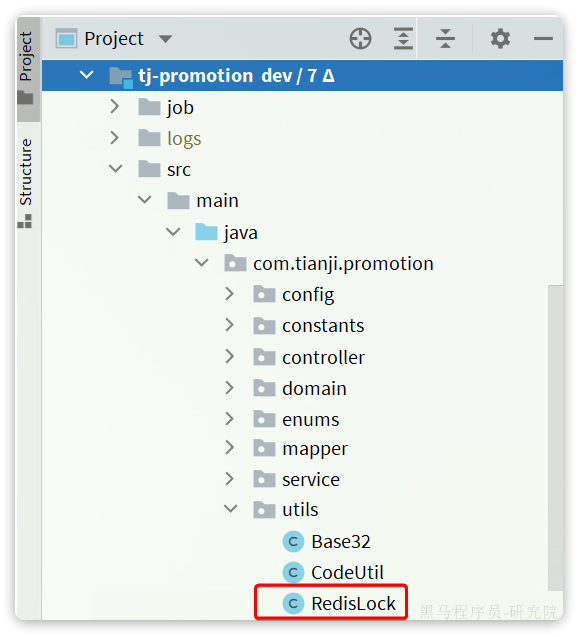 Project
Project
Structure
tj-promotion dev / 7 Δ
job
logs
src
main
java
com.tianji.promotion
config
constants
controller
domain
enums
mapper
service
utils
C Base32
C CodeUtil
C RedisLock
黑马程序员-研究院